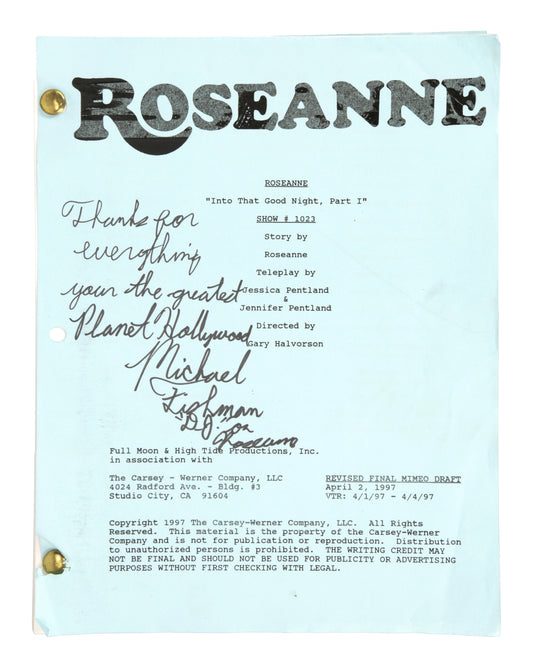 ROSEANNE
ROSEANNE
"Into That Good Night, Part I"
SHOW # 1023
Story by
Roseanne
Teleplay by
Jessica Pentland
&
Jennifer Pentland
Directed by
Gary Halvorson
Thanks for
everything
your the greatest
Planet Hollywood
Michael
Fishman
"D.J." on
Roseanne
Full Moon & High Tide Productions, Inc.
in association with
The Carsey - Werner Company, LLC
4024 Radford Ave. - Bldg. #3
Studio City, CA 91604
REVISED FINAL MIMEO DRAFT
April 2, 1997
VTR: 4/1/97 - 4/4/97
Copyright 1997 The Carsey-Werner Company, LLC. All Rights
Reserved. This material is the property of the Carsey-Werner
Company and is not for publication or reproduction. Distribution
to unauthorized persons is prohibited. THE WRITING CREDIT MAY
NOT BE FINAL AND SHOULD NOT BE USED FOR PUBLICITY OR ADVERTISING
PURPOSES WITHOUT FIRST CHECKING WITH LEGAL.